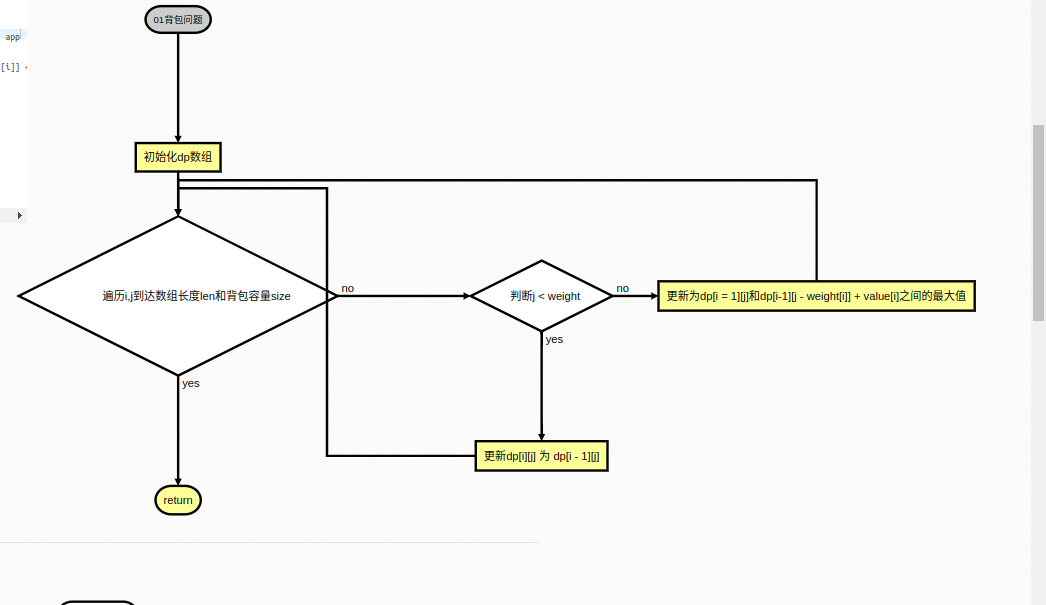 app
[i]] +
01背包问题
初始化dp数组
遍历i,j到达数组长度len和背包容量size
no
判断j < weight
no
更新为dp[i = 1][j]和dp[i-1][j - weight[i]] + value[i]之间的最大值
yes
yes
更新dp[i][j] 为 dp[i - 1][j]
return